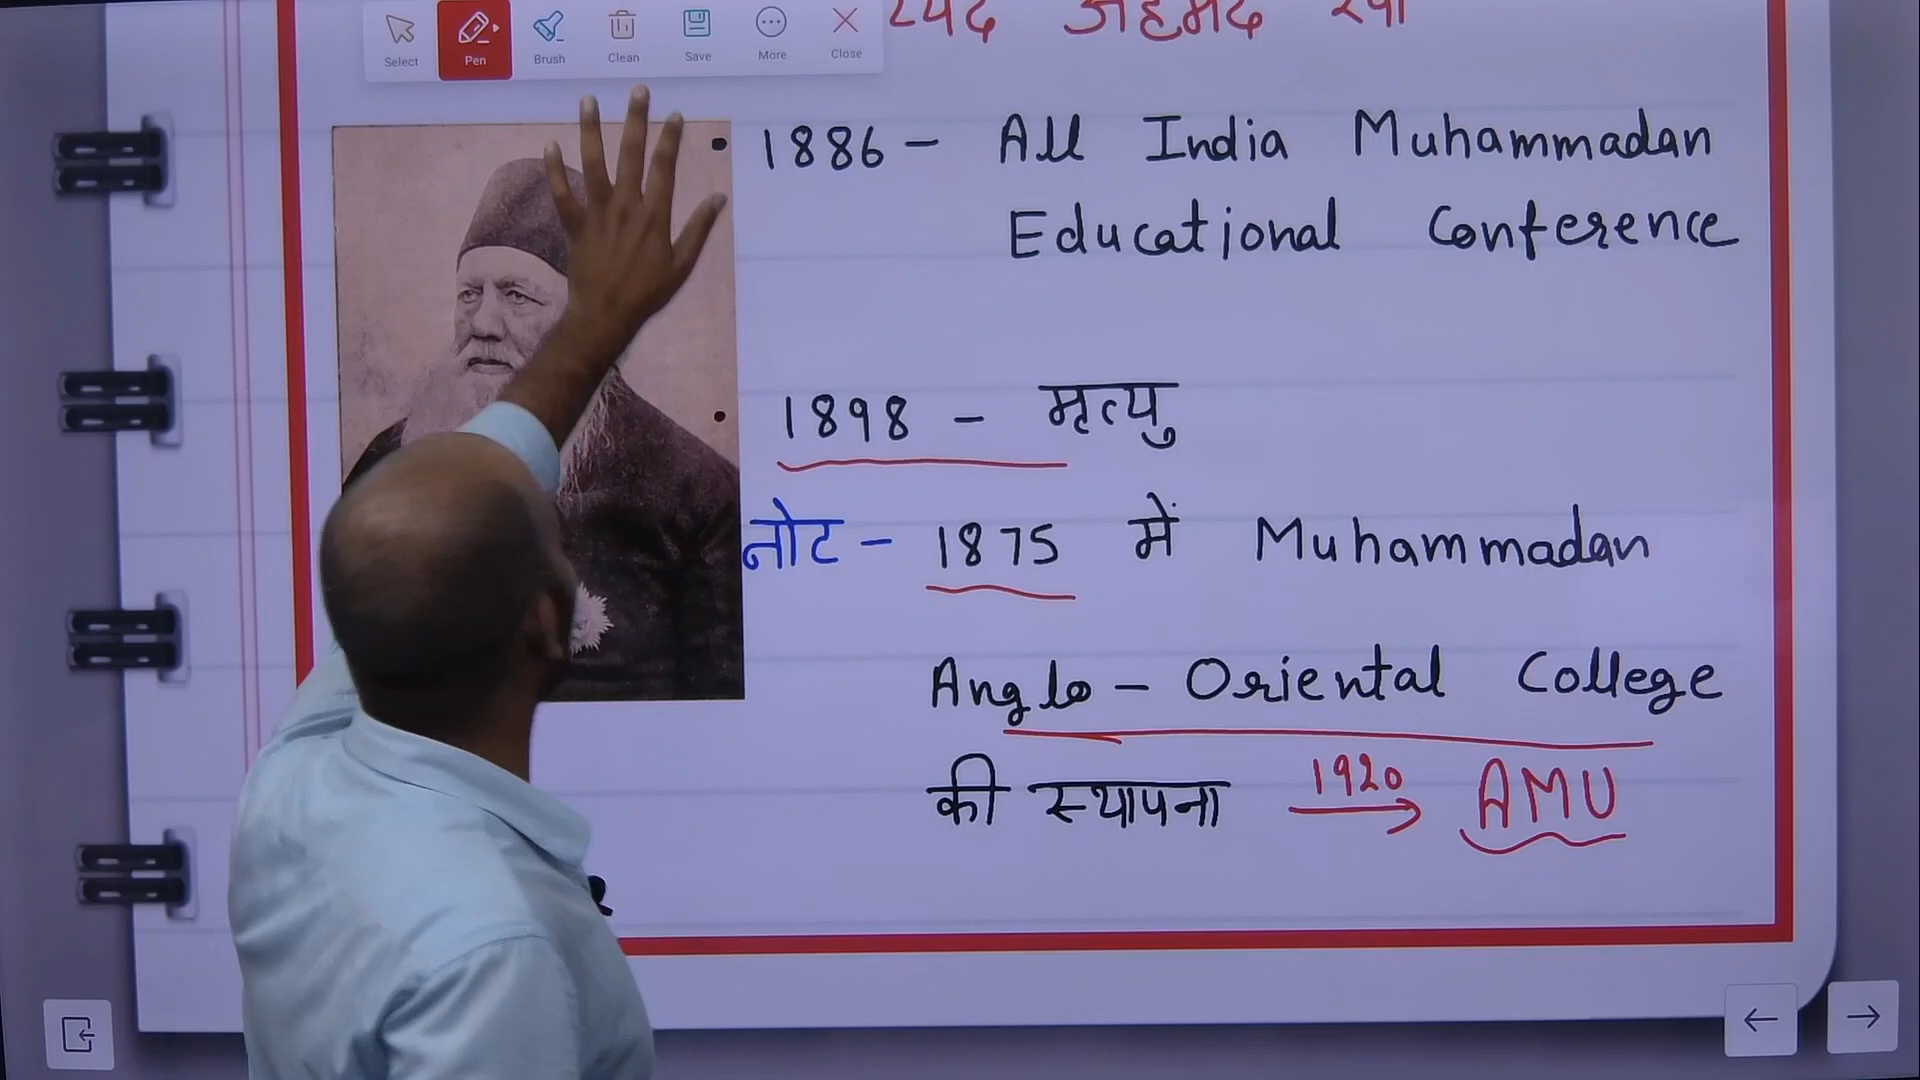 Select Pen Brush Clean Save More Close
1886 - All India Muhammadan
Educational Conference
1898 - मृत्यु
नोट - 1875 में Muhammadan
Anglo - Oriental College
की स्थापना 1920 AMU